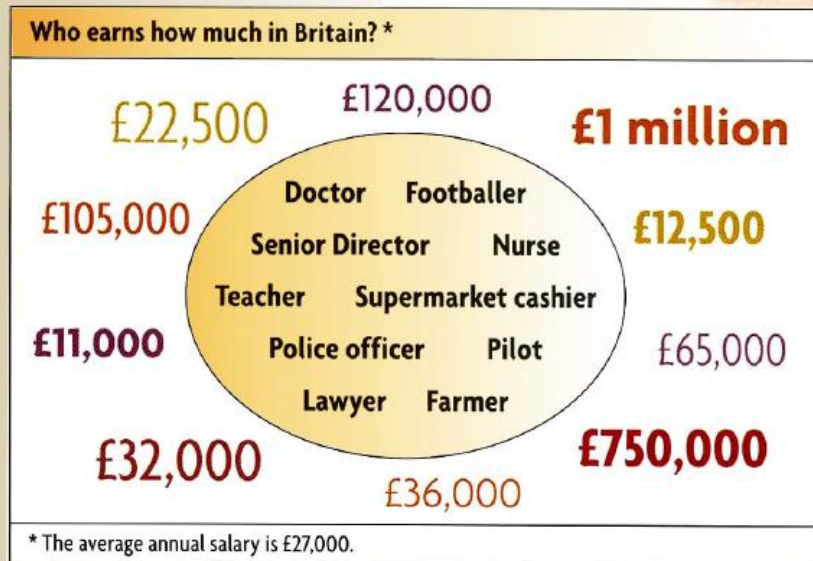 Who earns how much in Britain? *
£22,500
£120,000
£1 million
£105,000
£12,500
£11,000
£65,000
£32,000
£36,000
£750,000
Doctor Footballer
Senior Director Nurse
Teacher Supermarket cashier
Police officer Pilot
Lawyer Farmer
* The average annual salary is £27,000.